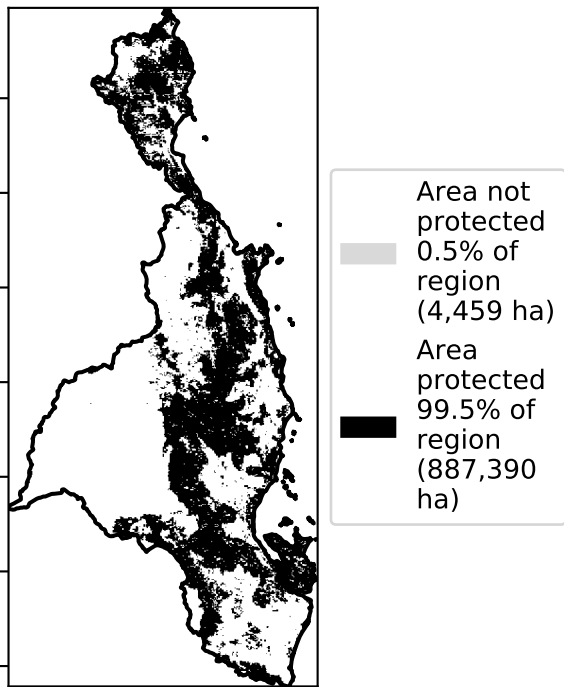 Area not
protected
0.5% of
region
(4,459 ha)
Area
protected
99.5% of
region
(887,390
ha)